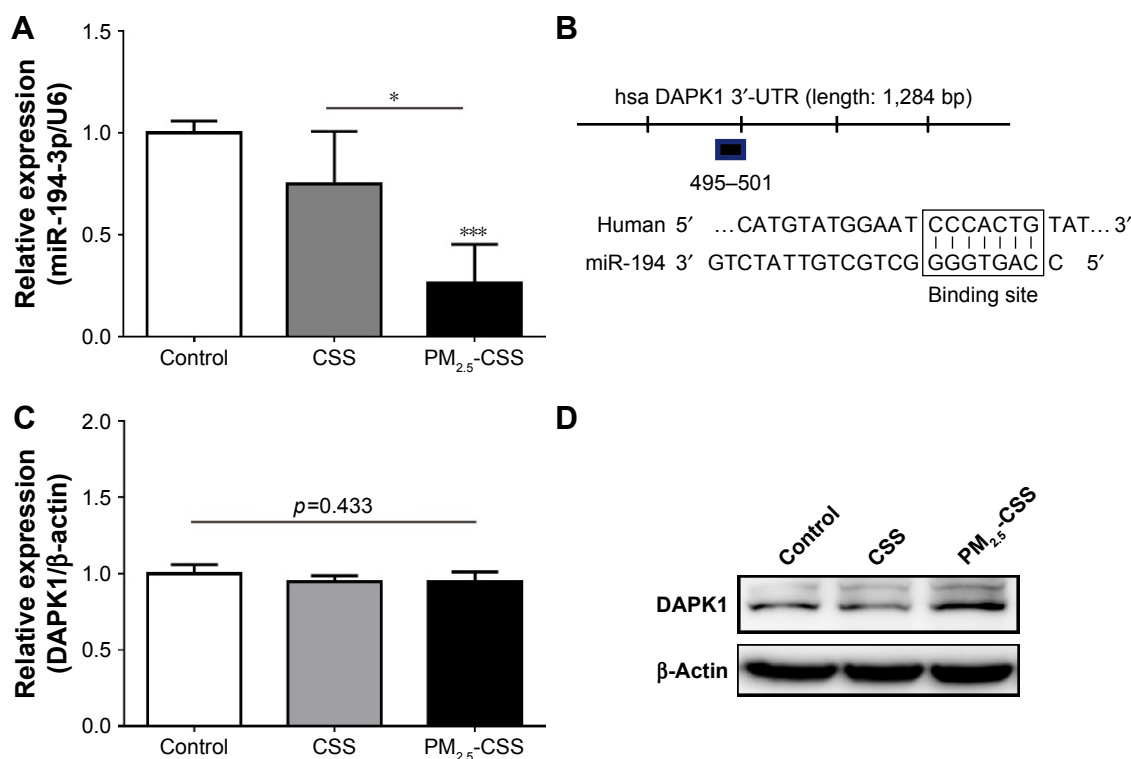 A
Relative expression
(miR-194-3p/U6)
1.5
1.0
0.5
0.0
*
***
Control
CSS
PM2.5-CSS
B
hsa DAPK1 3′-UTR (length: 1,284 bp)
495–501
Human 5′ …CATGTATGGAAT CCCACTG TAT… 3′
miR-194 3′ GTCTATTGTCGTCG GGGTGAC C 5′
Binding site
C
Relative expression
(DAPK1/β-actin)
2.0
1.5
1.0
0.5
0.0
p=0.433
Control
CSS
PM2.5-CSS
D
Control
CSS
PM2.5-CSS
DAPK1
β-Actin